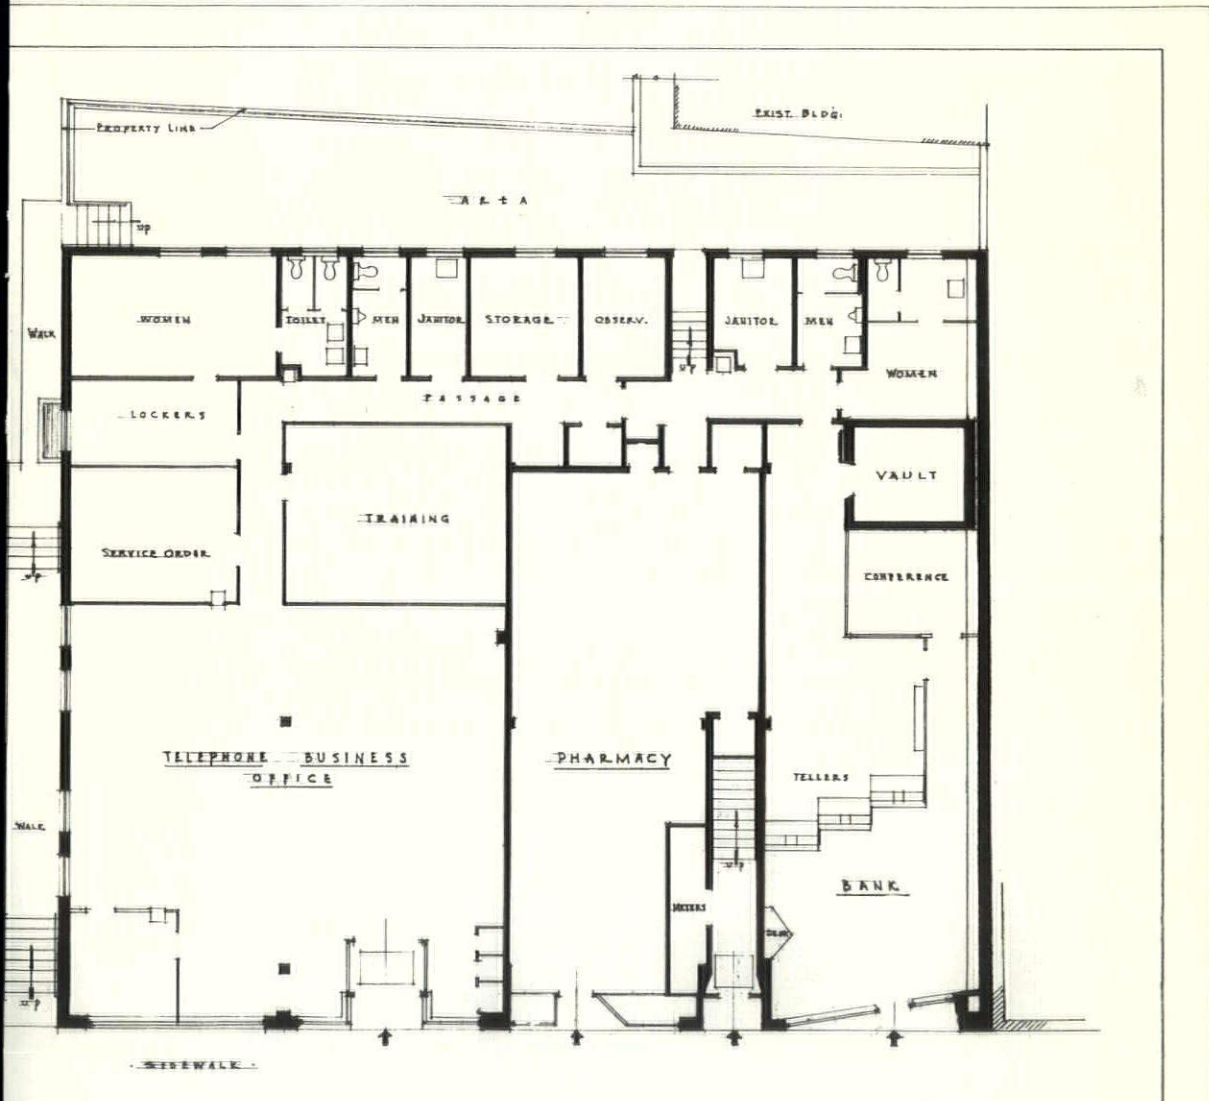 PROPERTY LINE
EXIST. BLDG.
AREA
UP
WALK
WOMEN
TOILET
MEN
JANITOR
STORAGE
OBSERV.
UP
JANITOR
MEN
WOMEN
PASSAGE
LOCKERS
VAULT
TRAINING
SERVICE ORDER
CONFERENCE
UP
TELEPHONE BUSINESS
OFFICE
PHARMACY
TELLERS
WALK
UP
BANK
METERS
DESK
UP
SIDEWALK